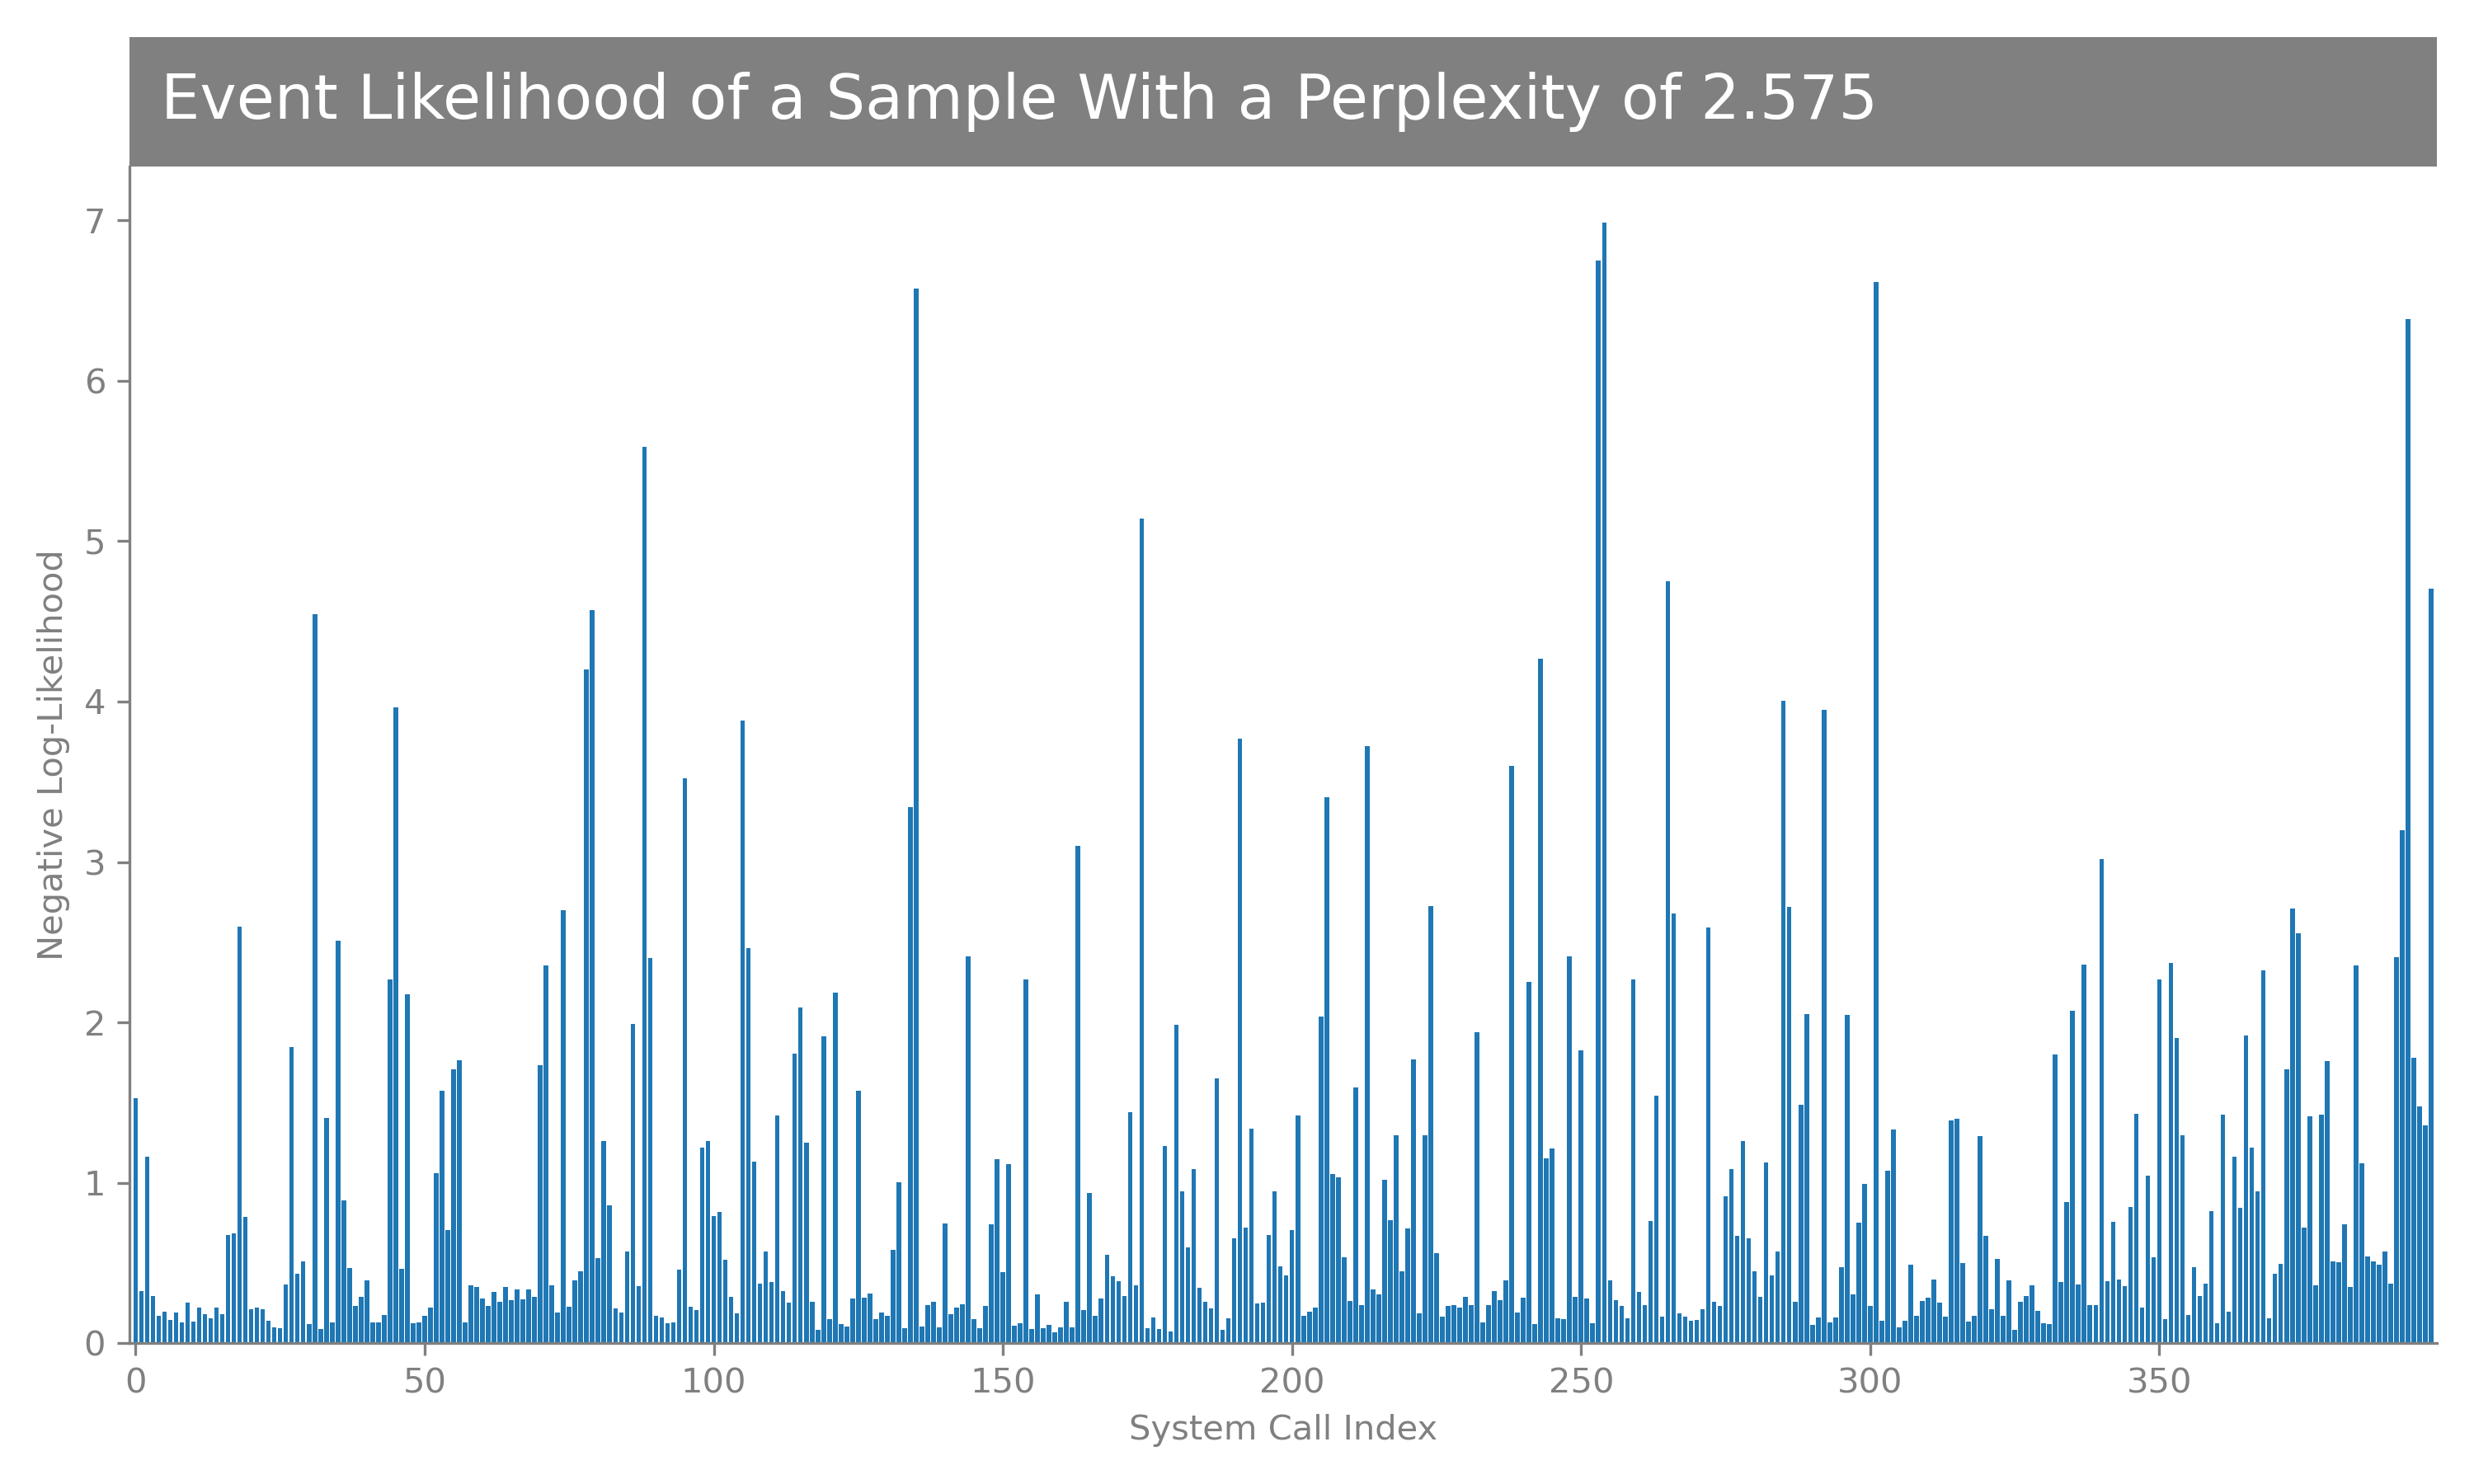 Event Likelihood of a Sample With a Perplexity of 2.575
7
6
5
4
3
2
1
0
Negative Log-Likelihood
0 50 100 150 200 250 300 350
System Call Index